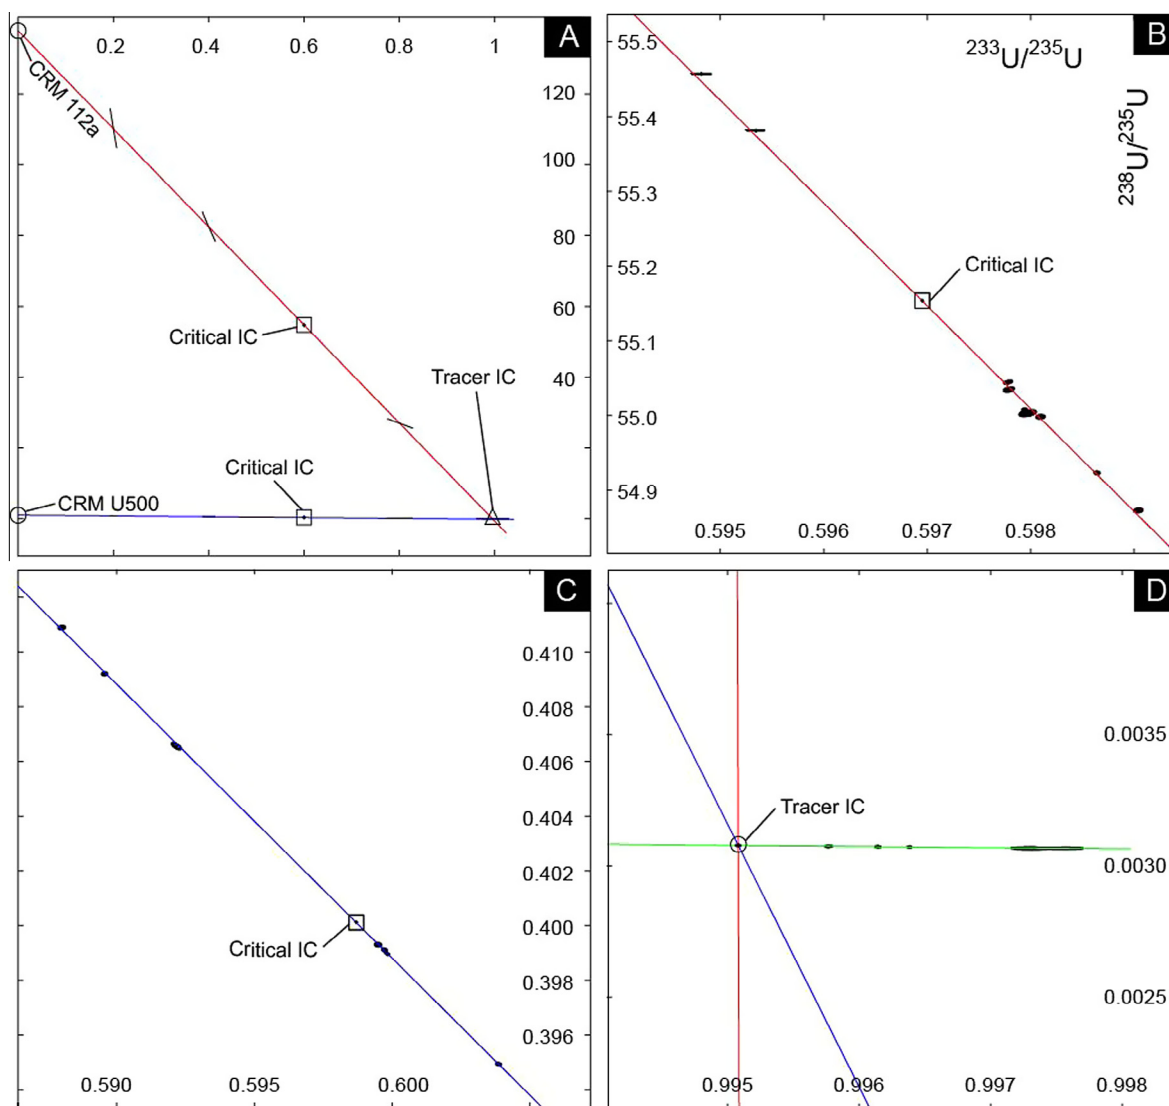 A
0.2 0.4 0.6 0.8 1
CRM 112a
120
100
80
60
40
Critical IC
Tracer IC
Critical IC
CRM U500
B
233U/235U
238U/235U
55.5
55.4
55.3
55.2
55.1
55.0
54.9
Critical IC
0.595 0.596 0.597 0.598
C
0.410
0.408
0.406
0.404
0.402
0.400
0.398
0.396
Critical IC
0.590 0.595 0.600
D
0.0035
0.0030
0.0025
Tracer IC
0.995 0.996 0.997 0.998